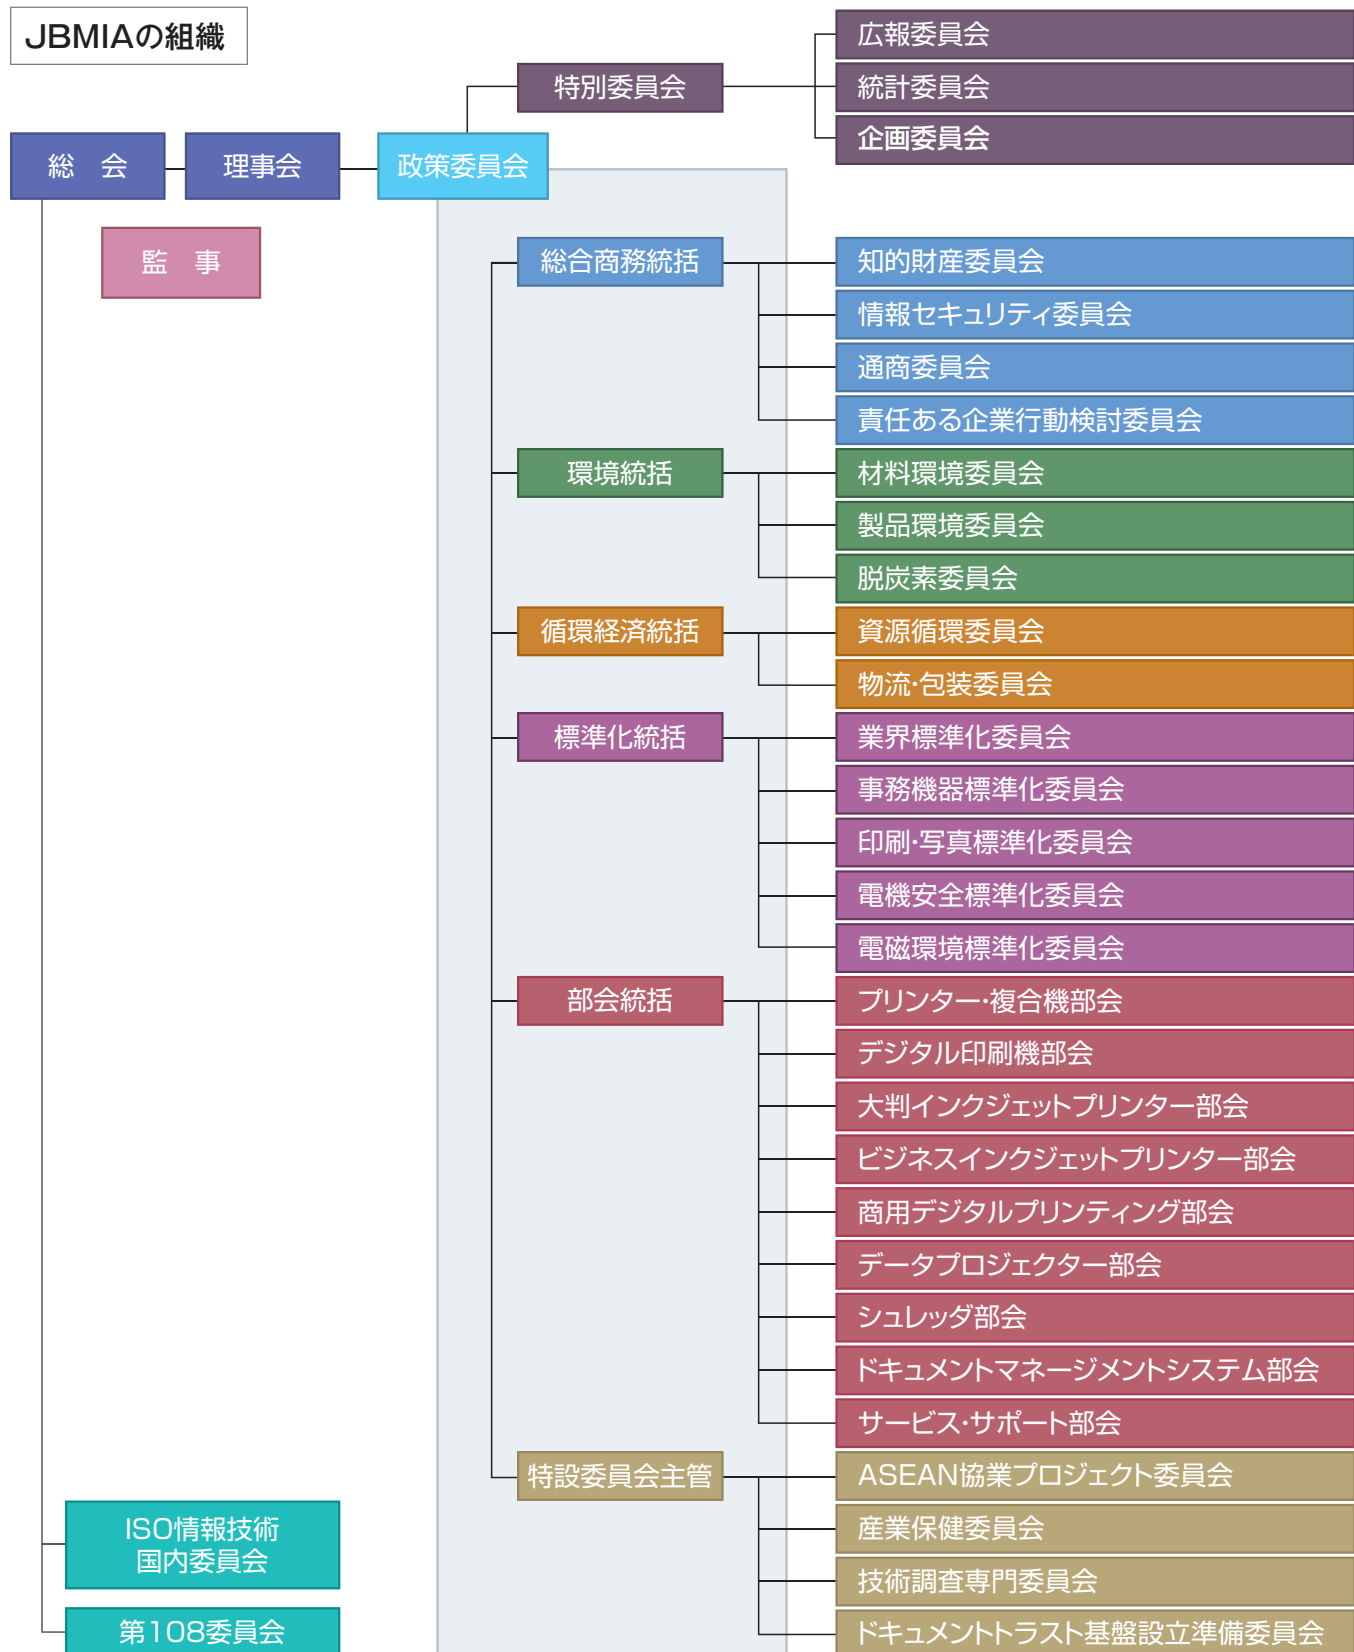 JBMIAの組織
総　会
理事会
政策委員会
監　事
特別委員会
広報委員会
統計委員会
企画委員会
総合商務統括
知的財産委員会
情報セキュリティ委員会
通商委員会
責任ある企業行動検討委員会
環境統括
材料環境委員会
製品環境委員会
脱炭素委員会
循環経済統括
資源循環委員会
物流・包装委員会
標準化統括
業界標準化委員会
事務機器標準化委員会
印刷・写真標準化委員会
電機安全標準化委員会
電磁環境標準化委員会
部会統括
プリンター・複合機部会
デジタル印刷機部会
大判インクジェットプリンター部会
ビジネスインクジェットプリンター部会
商用デジタルプリンティング部会
データプロジェクター部会
シュレッダ部会
ドキュメントマネージメントシステム部会
サービス・サポート部会
特設委員会主管
ASEAN協業プロジェクト委員会
産業保健委員会
技術調査専門委員会
ドキュメントトラスト基盤設立準備委員会
ISO情報技術
国内委員会
第108委員会